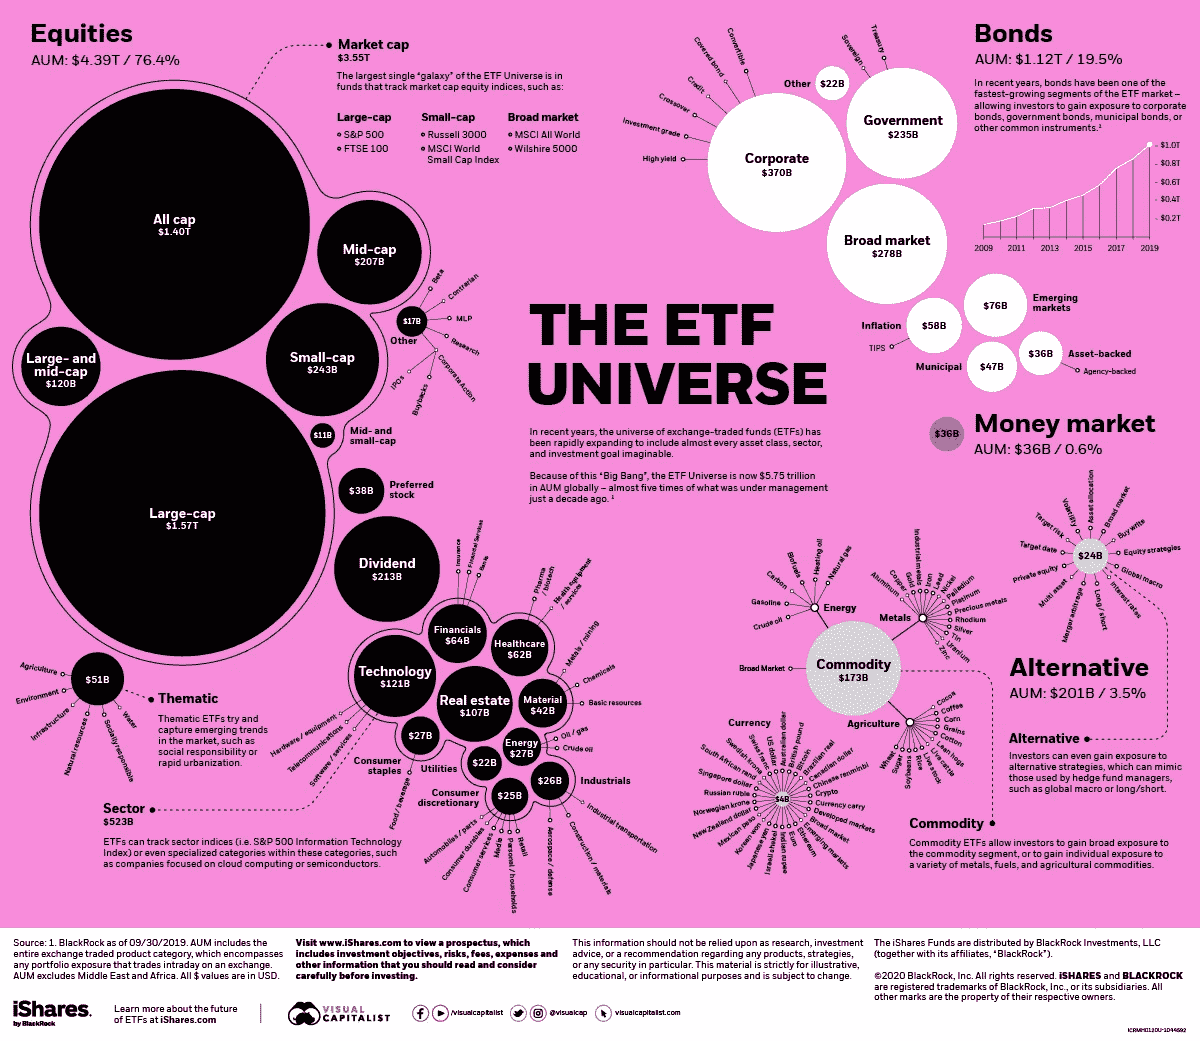 Equities
AUM: $4.39T / 76.4%
Market cap
$3.55T
The largest single “galaxy” of the ETF Universe is in
funds that track market cap equity indices, such as:
Large-cap
S&P 500
FTSE 100
Small-cap
Russell 3000
MSCI World
Small Cap Index
Broad market
MSCI All World
Wilshire 5000
All cap
$1.40T
Mid-cap
$207B
Large- and
mid-cap
$120B
Small-cap
$243B
$17B
Other
Beta
Contrarian
MLP
Research
Corporate Action
Buybacks
IPOs
$11B
Mid- and
small-cap
Large-cap
$1.57T
$38B
Preferred
stock
Dividend
$213B
$51B
Agriculture
Environment
Infrastructure
Natural resources
Socially responsible
Water
Thematic
Thematic ETFs try and
capture emerging trends
in the market, such as
social responsibility or
rapid urbanization.
Insurance
Financial Services
Banks
Financials
$64B
Pharma
/ biotech
Health equipment
/ services
Healthcare
$62B
Technology
$121B
Hardware / equipment
Telecommunications
Software / services
Real estate
$107B
Metals / mining
Chemicals
Basic resources
Material
$42B
$27B
Consumer
staples
Food / beverage
Utilities
$22B
Energy
$27B
Oil / gas
Crude oil
Consumer
discretionary
$25B
Automobiles / parts
Consumer durables
Consumer services
Media
Personal / households
Retail
$26B
Industrials
Industrial transportation
Construction / materials
Aerospace / defense
Sector
$523B
ETFs can track sector indices (i.e. S&P 500 Information Technology
Index) or even specialized categories within these categories, such
as companies focused on cloud computing or semiconductors.
THE ETF
UNIVERSE
In recent years, the universe of exchange-traded funds (ETFs) has
been rapidly expanding to include almost every asset class, sector,
and investment goal imaginable.
Because of this “Big Bang”, the ETF Universe is now $5.75 trillion
in AUM globally – almost five times of what was under management
just a decade ago. 1
Bonds
AUM: $1.12T / 19.5%
In recent years, bonds have been one of the
fastest-growing segments of the ETF market –
allowing investors to gain exposure to corporate
bonds, government bonds, municipal bonds, or
other common instruments.1
$1.0T
$0.8T
$0.6T
$0.4T
$0.2T
2009
2011
2013
2015
2017
2019
Convertible
Covered bond
Credit
Crossover
Investment grade
High yield
Corporate
$370B
Other
$22B
Sovereign
Treasury
Government
$235B
Broad market
$278B
Inflation
TIPS
$58B
$76B
Emerging
markets
Municipal
$47B
$36B
Asset-backed
Agency-backed
$36B
Money market
AUM: $36B / 0.6%
$24B
Private equity
Target date
Target risk
Volatility
Asset allocation
Broad market
Buy write
Equity strategies
Global macro
Interest rates
Long / short
Merger arbitrage
Multi asset
Alternative
AUM: $201B / 3.5%
Alternative
Investors can even gain exposure to
alternative strategies, which can mimic
those used by hedge fund managers,
such as global macro or long/short.
Commodity
$173B
Broad Market
Energy
Crude oil
Gasoline
Carbon
Biofuels
Heating oil
Natural gas
Metals
Aluminum
Copper
Gold
Industrial metals
Iron
Lead
Nickel
Palladium
Platinum
Precious metals
Rhodium
Silver
Tin
Uranium
Zinc
Agriculture
Cocoa
Coffee
Corn
Grains
Cotton
Lean hogs
Live cattle
Livestock
Rice
Soybeans
Sugar
Wheat
Currency
$4B
Australian dollar
British pound
Bitcoin
Brazilian real
Canadian dollar
Chinese renminbi
Crypto
Currency carry
Developed markets
Broad market
Emerging markets
Ethereum
Euro
Indian rupee
Israeli shekel
Japanese yen
Korean won
Mexican peso
New Zealand dollar
Norwegian krone
Russian ruble
Singapore dollar
South African rand
Swedish krona
Swiss franc
US dollar
Commodity
Commodity ETFs allow investors to gain broad exposure to
the commodity segment, or to gain individual exposure to
a variety of metals, fuels, and agricultural commodities.
Source: 1. BlackRock as of 09/30/2019. AUM includes the
entire exchange traded product category, which encompasses
any portfolio exposure that trades intraday on an exchange.
AUM excludes Middle East and Africa. All $ values are in USD.
Visit www.iShares.com to view a prospectus, which
includes investment objectives, risks, fees, expenses and
other information that you should read and consider
carefully before investing.
This information should not be relied upon as research, investment
advice, or a recommendation regarding any products, strategies,
or any security in particular. This material is strictly for illustrative,
educational, or informational purposes and is subject to change.
The iShares Funds are distributed by BlackRock Investments, LLC
(together with its affiliates, “BlackRock”).
©2020 BlackRock, Inc. All rights reserved. iSHARES and BLACKROCK
are registered trademarks of BlackRock, Inc., or its subsidiaries. All
other marks are the property of their respective owners.
iShares.
by BlackRock
Learn more about the future
of ETFs at iShares.com
VISUAL
CAPITALIST
/visualcapitalist
@visualcap
visualcapitalist.com